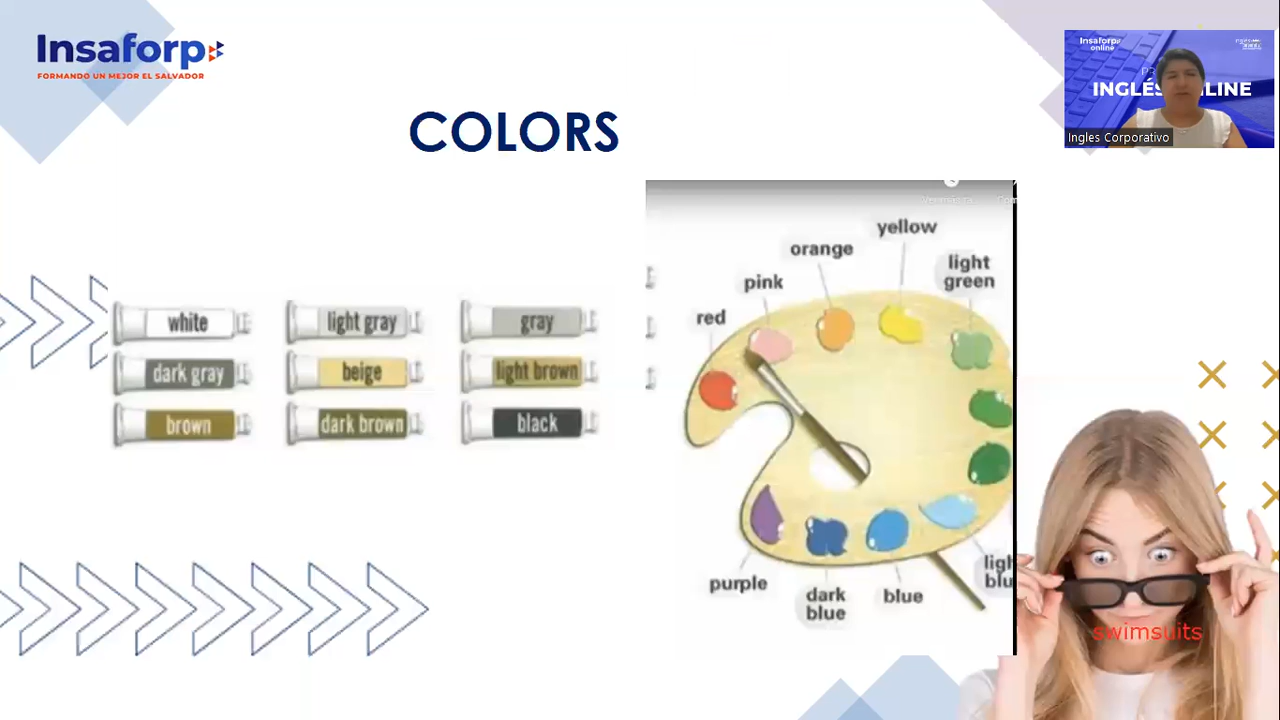 Insaforp
FORMANDO UN MEJOR EL SALVADOR
Insaforp
online
INGLÉS ONLINE
Ingles Corporativo
COLORS
white
light gray
gray
dark gray
beige
light brown
brown
dark brown
black
yellow
orange
light
green
pink
red
purple
dark
blue
blue
swimsuits